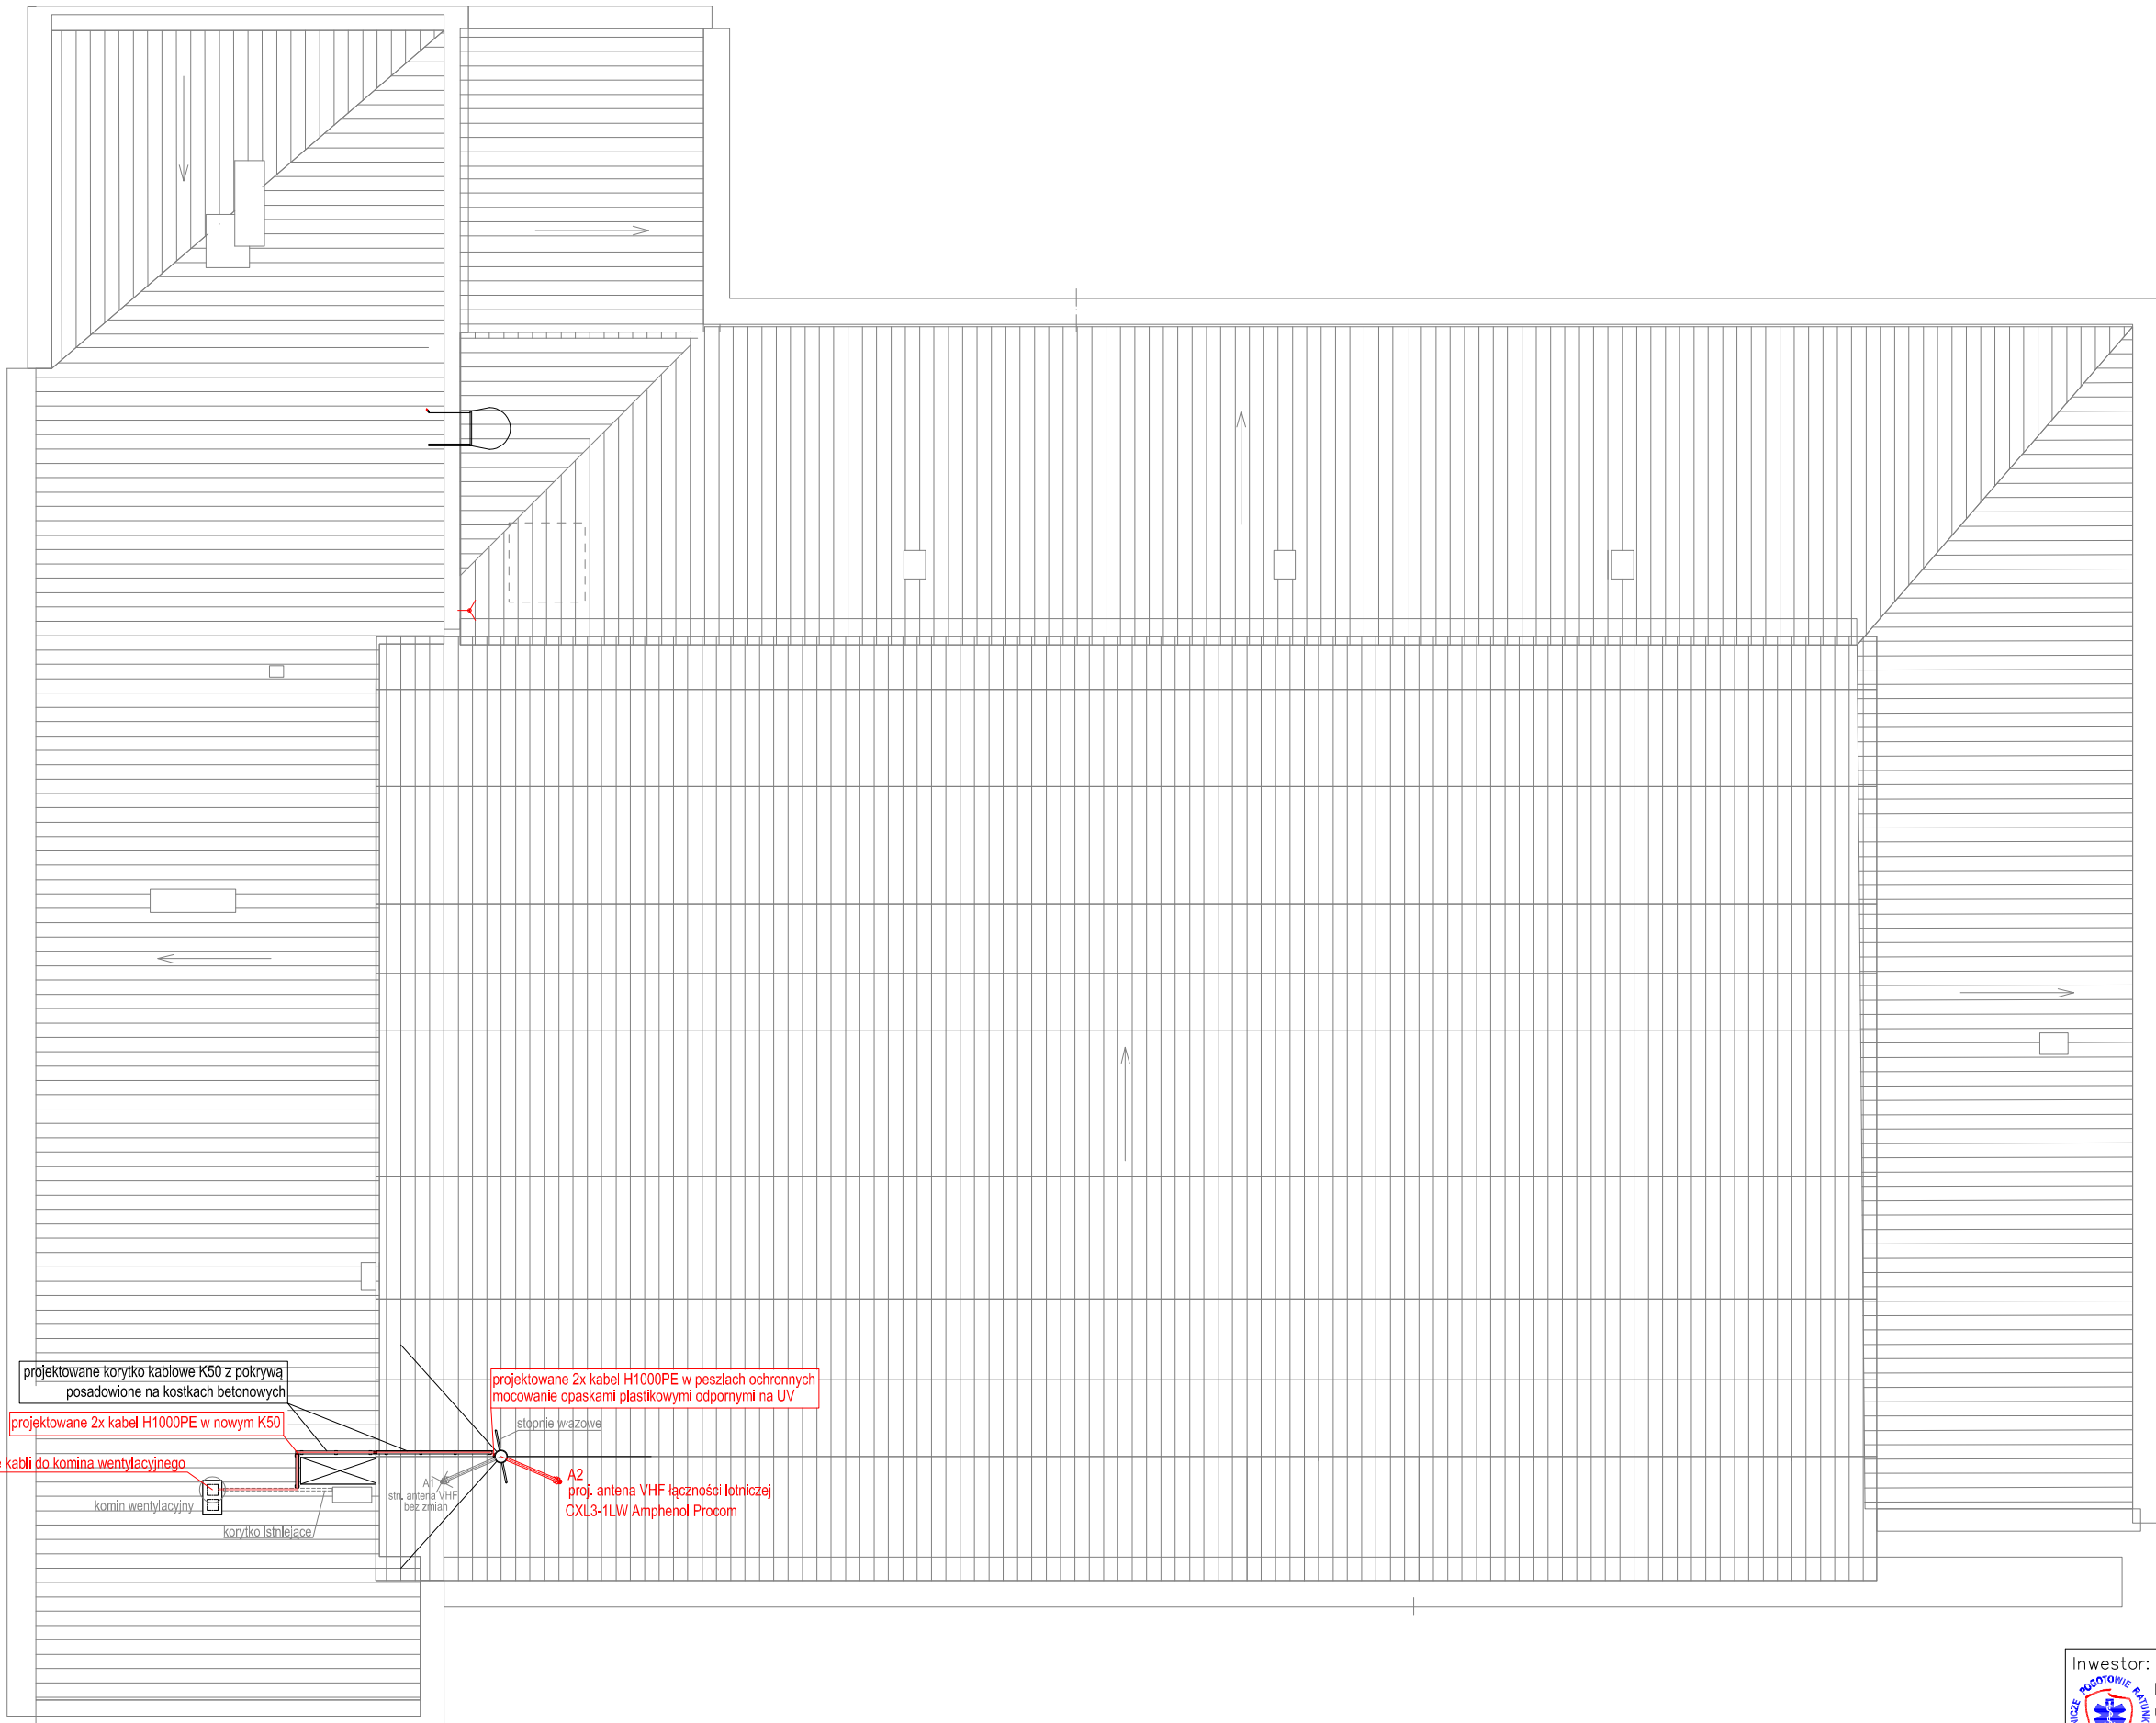 projektowane korytko kablowe K50 z pokrywą
posadowione na kostkach betonowych
projektowane 2x kabel H1000PE w nowym K50
kabli do komina wentylacyjnego
komin wentylacyjny
korytko istniejące
projektowane 2x kabel H1000PE w peszlach ochronnych
mocowanie opaskami plastikowymi odpornymi na UV
stopnie włazowe
A1
istn. antena VHF
bez zmian
A2
proj. antena VHF łączności lotniczej
CXL3-1LW Amphenol Procom
Inwestor:
POGOTOWIE